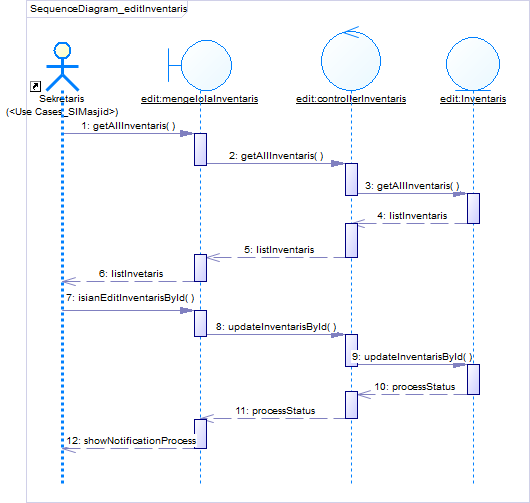 SequenceDiagram_editInventaris
Sekretaris
(<Use Cases_SIMasjid>)
edit:mengelolaInventaris
edit:controllerInventaris
edit:Inventaris
1: getAllInventaris( )
2: getAllInventaris( )
3: getAllInventaris( )
4: listInventaris
5: listInventaris
6: listInvetaris
7: isianEditInventarisById( )
8: updateInventarisById( )
9: updateInventarisById( )
10: processStatus
11: processStatus
12: showNotificationProcess